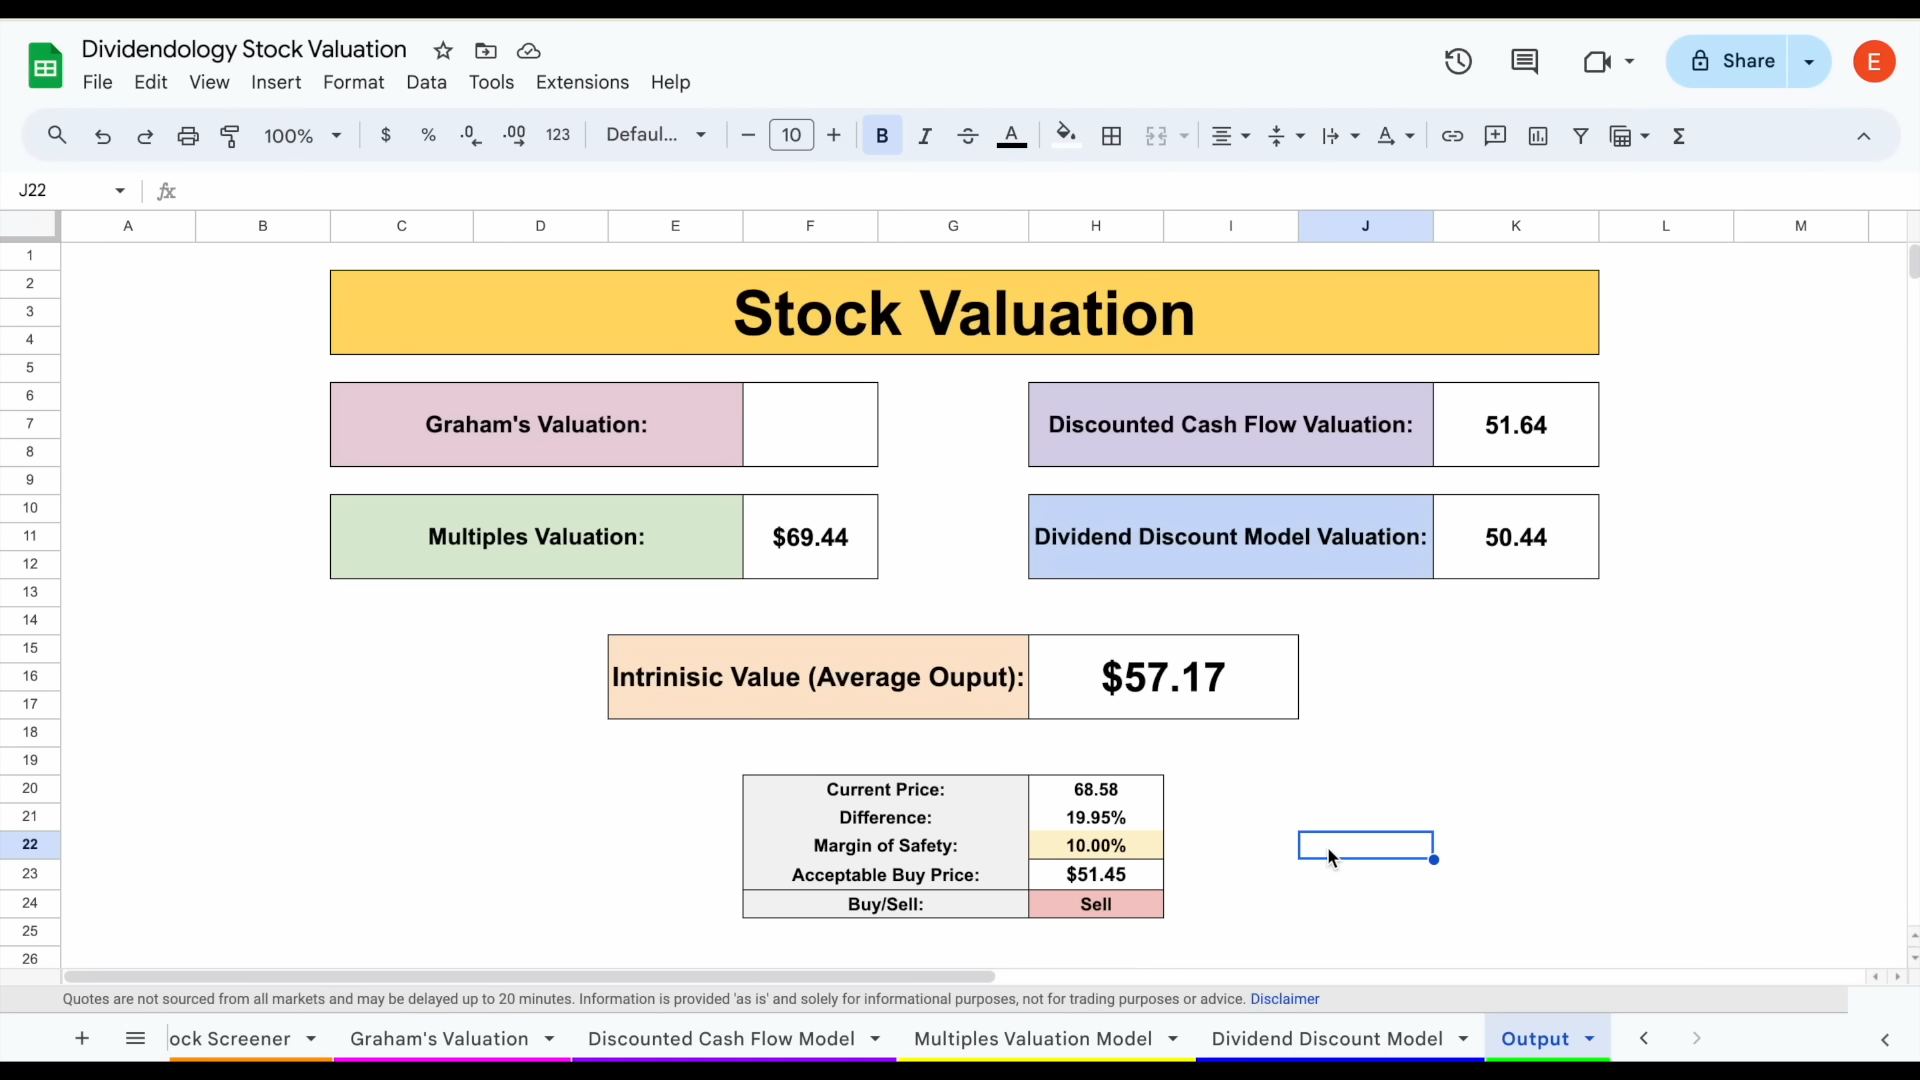 Dividendology Stock Valuation
File Edit View Insert Format Data Tools Extensions Help
Share
E
100% $ % .0 .00 123 Defaul... 10 B I A
J22 fx
A B C D E F G H I J K L M
1
2
3
4
5
6
7
8
9
10
11
12
13
14
15
16
17
18
19
20
21
22
23
24
25
26
Stock Valuation
Graham's Valuation:
Discounted Cash Flow Valuation: 51.64
Multiples Valuation: $69.44
Dividend Discount Model Valuation: 50.44
Intrinisic Value (Average Ouput): $57.17
Current Price: 68.58
Difference: 19.95%
Margin of Safety: 10.00%
Acceptable Buy Price: $51.45
Buy/Sell: Sell
Quotes are not sourced from all markets and may be delayed up to 20 minutes. Information is provided 'as is' and solely for informational purposes, not for trading purposes or advice. Disclaimer
ock Screener Graham's Valuation Discounted Cash Flow Model Multiples Valuation Model Dividend Discount Model Output